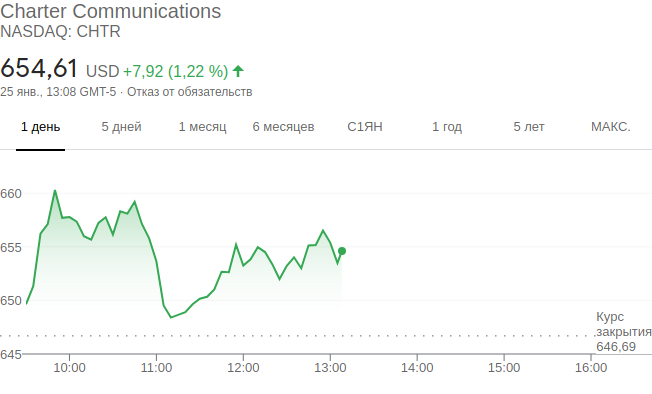 Charter Communications
NASDAQ: CHTR
654,61 USD +7,92 (1,22 %)
25 янв., 13:08 GMT-5 · Отказ от обязательств
1 день 5 дней 1 месяц 6 месяцев С1ЯН 1 год 5 лет МАКС.
660
655
650
Курс
закрытия
646,69
645
10:00 11:00 12:00 13:00 14:00 15:00 16:00